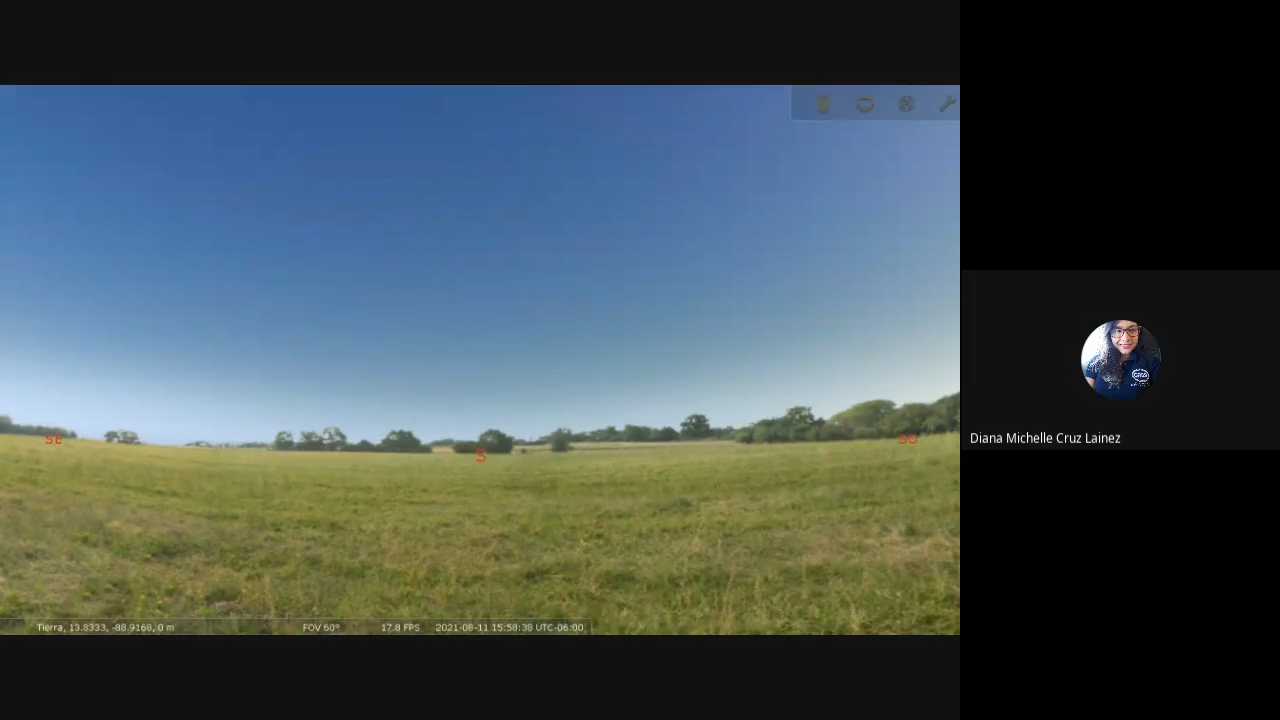 SE
S
SO
Tierra, 13.8333, -88.9168, 0 m
FOV 60°
17.8 FPS
2021-08-11 15:58:38 UTC-06:00
Diana Michelle Cruz Lainez